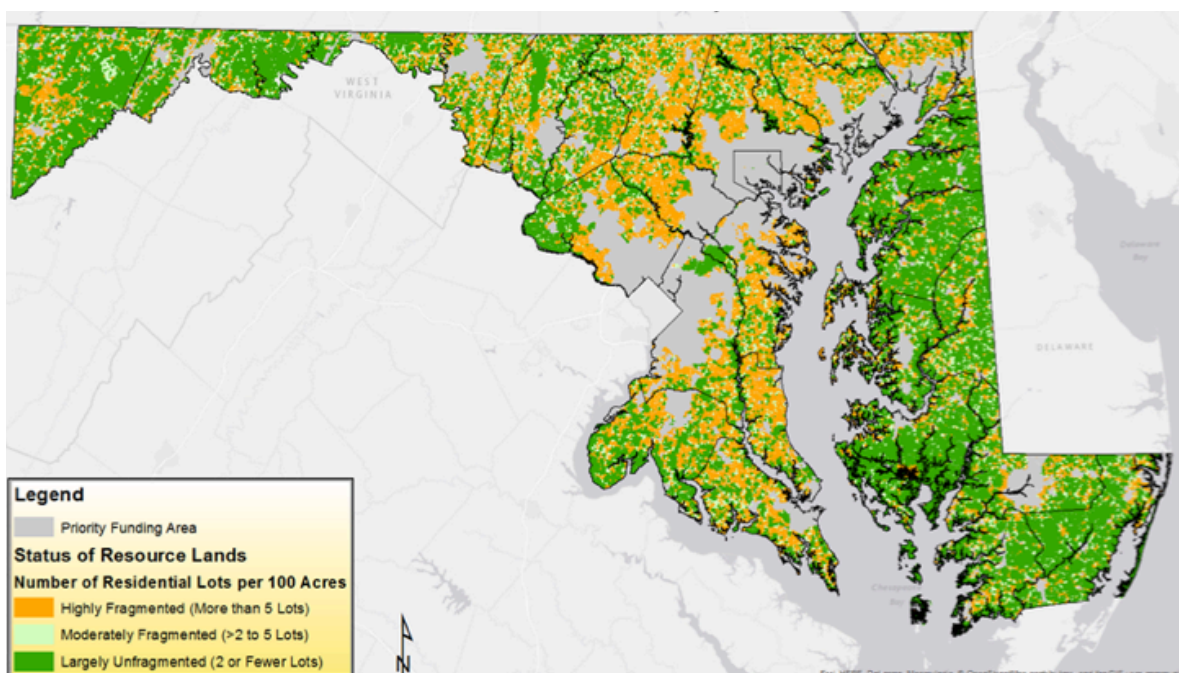 WEST
VIRGINIA
Delaware
Bay
DELAWARE
Chesapeake
Bay
Legend
Priority Funding Area
Status of Resource Lands
Number of Residential Lots per 100 Acres
Highly Fragmented (More than 5 Lots)
Moderately Fragmented (>2 to 5 Lots)
Largely Unfragmented (2 or Fewer Lots)
N